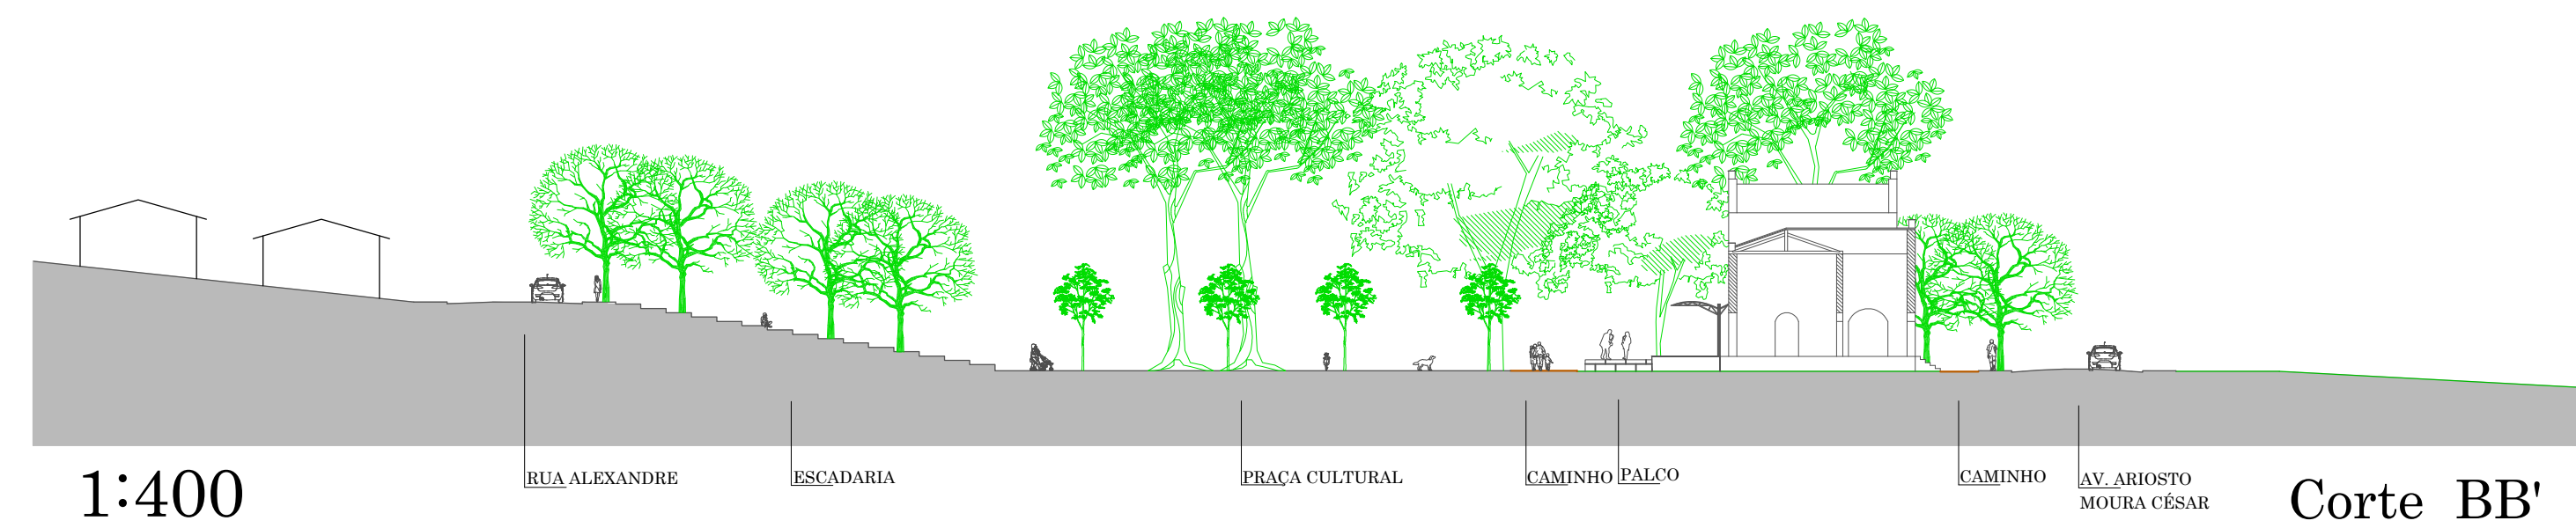 RUA ALEXANDRE
ESCADARIA
PRAÇA CULTURAL
CAMINHO
PALCO
CAMINHO
AV. ARIOSTO
MOURA CÉSAR
1:400
Corte BB'